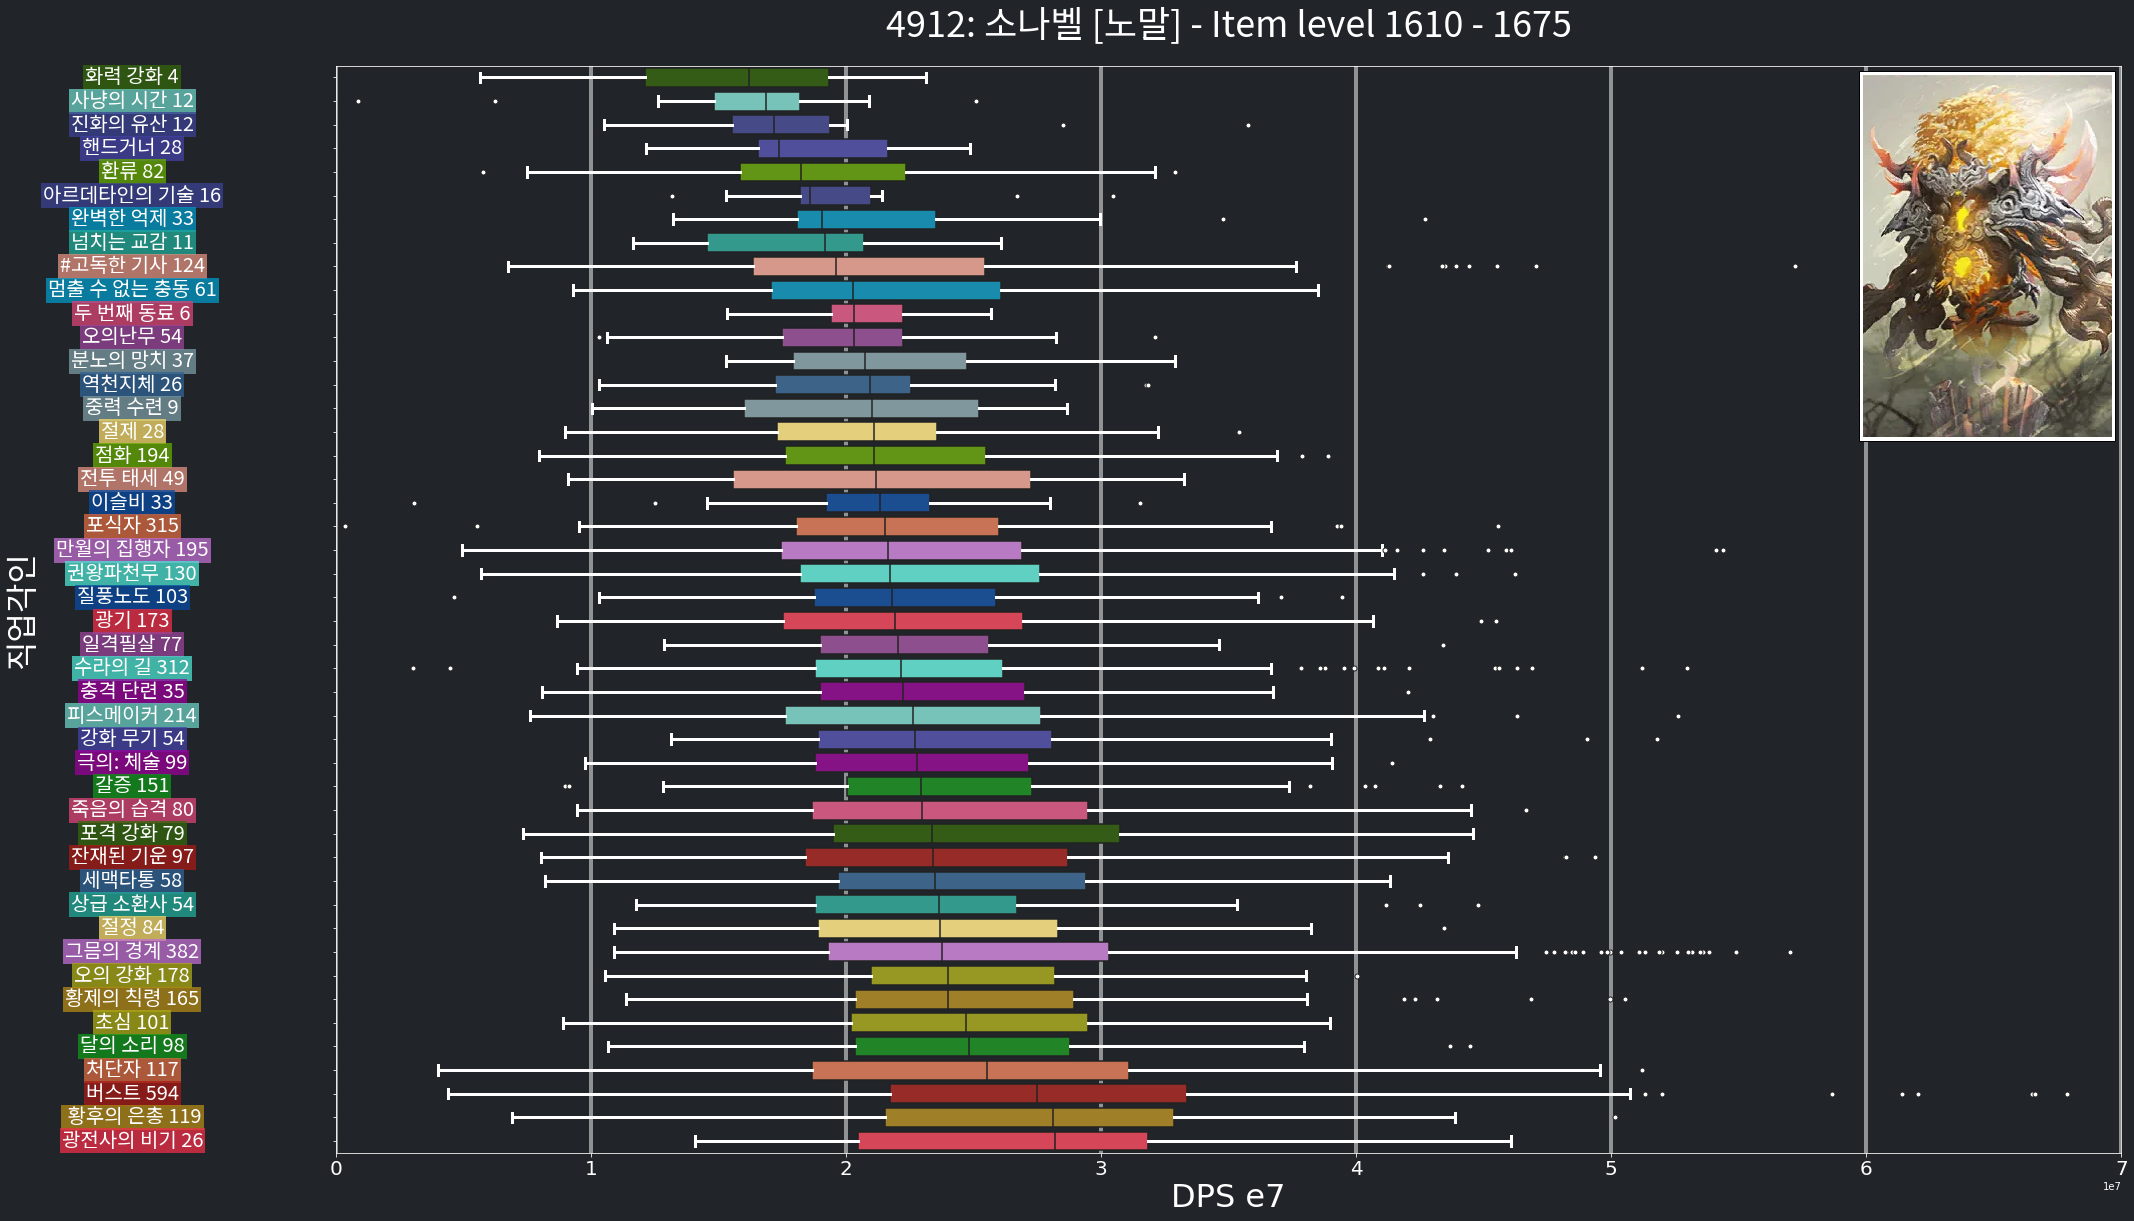 4912: 소나벨 [노말] - Item level 1610 - 1675
직업각인
화력 강화 4
사냥의 시간 12
진화의 유산 12
핸드거너 28
환류 82
아르데타인의 기술 16
완벽한 억제 33
넘치는 교감 11
#고독한 기사 124
멈출 수 없는 충동 61
두 번째 동료 6
오의난무 54
분노의 망치 37
역천지체 26
중력 수련 9
절제 28
점화 194
전투 태세 49
이슬비 33
포식자 315
만월의 집행자 195
권왕파천무 130
질풍노도 103
광기 173
일격필살 77
수라의 길 312
충격 단련 35
피스메이커 214
강화 무기 54
극의: 체술 99
갈증 151
죽음의 습격 80
포격 강화 79
잔재된 기운 97
세맥타통 58
상급 소환사 54
절정 84
그믐의 경계 382
오의 강화 178
황제의 칙령 165
초심 101
달의 소리 98
처단자 117
버스트 594
황후의 은총 119
광전사의 비기 26
0 1 2 3 4 5 6 7
1e7
DPS e7